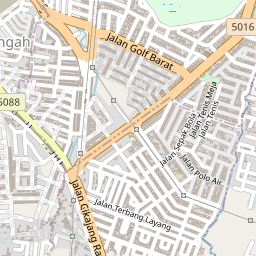 5016
Jalan Golf Barat
ngah
5088
Jalan Tenis Meja
Jalan Sepak Bola
Jalan Tenis
Jalan Polo Air
Jalan Cikajang Ra
Jalan Terbang Layang